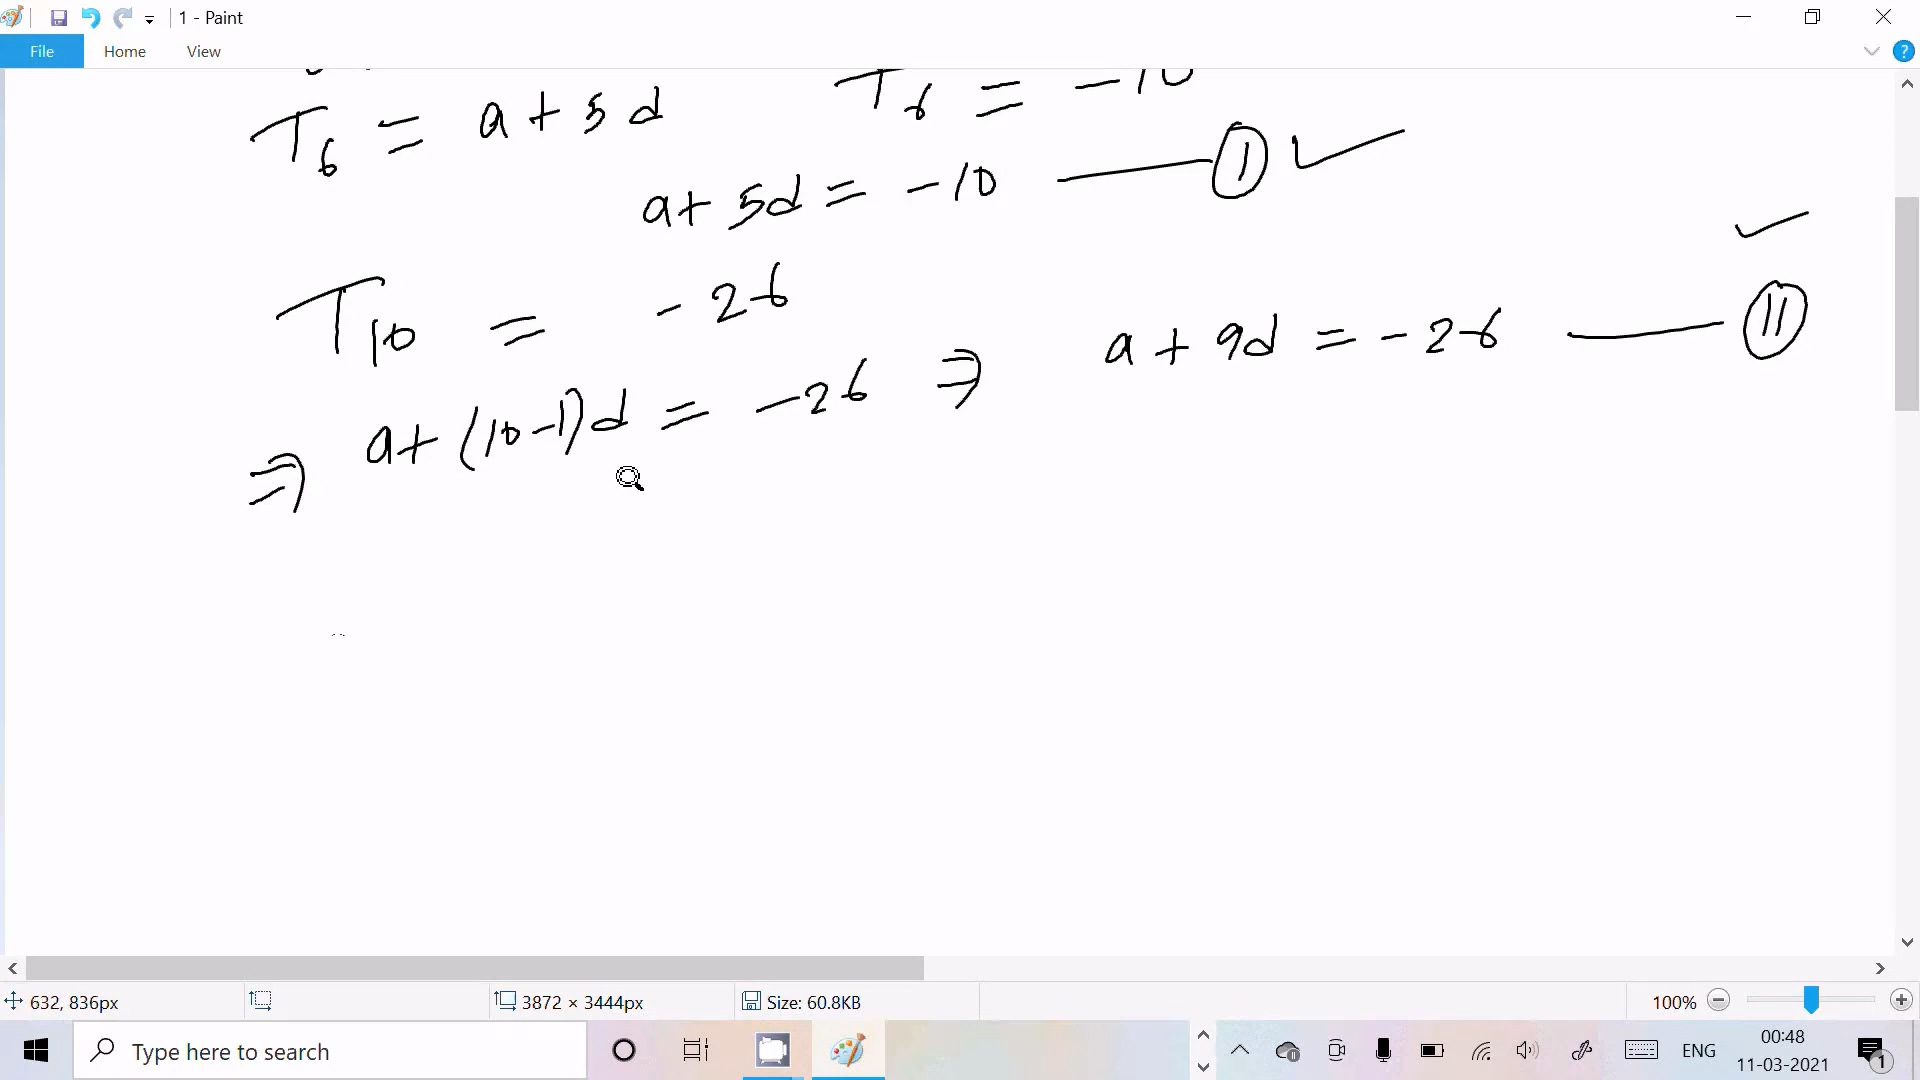 1 - Paint
File Home View
T6 = a + 5d T6 = -10
a + 5d = -10 —— I
T10 = -26
a + 9d = -26 —— II
⇒ a + (10-1)d = -26 ⇒
632, 836px 3872 × 3444px Size: 60.8KB 100%
Type here to search ENG 00:48
11-03-2021
1